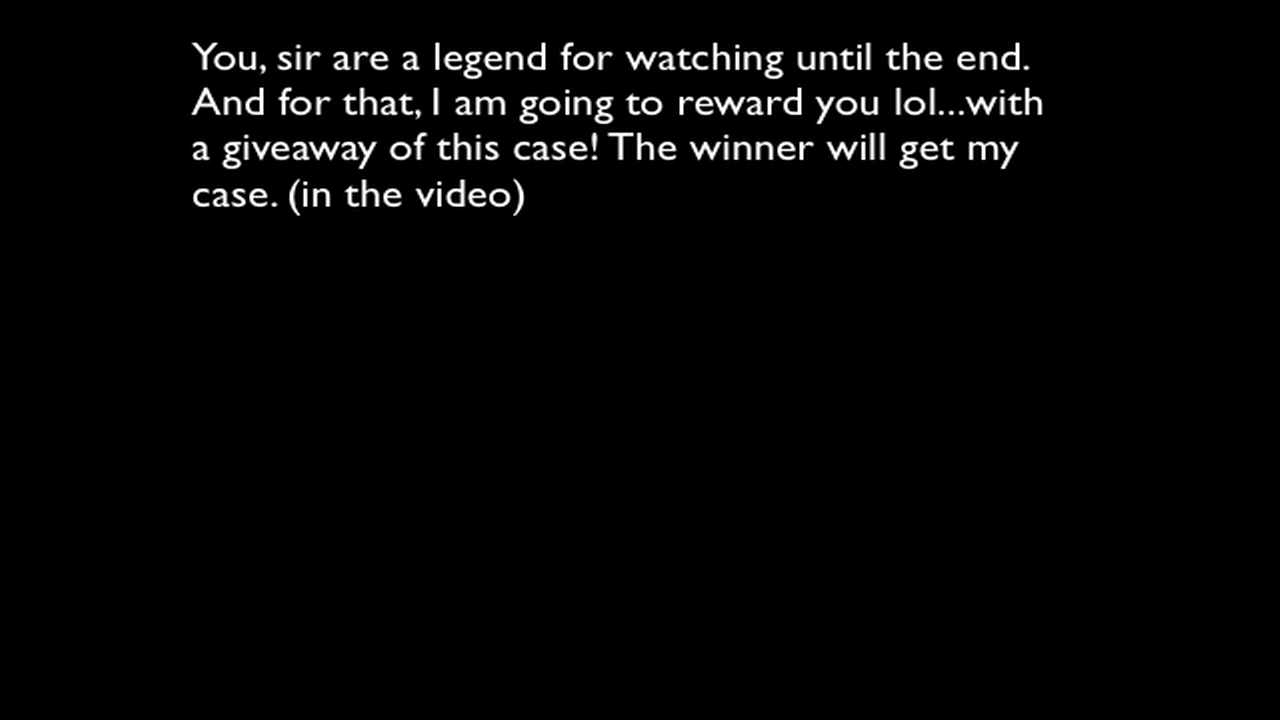 You, sir are a legend for watching until the end.
And for that, I am going to reward you lol...with
a giveaway of this case! The winner will get my
case. (in the video)